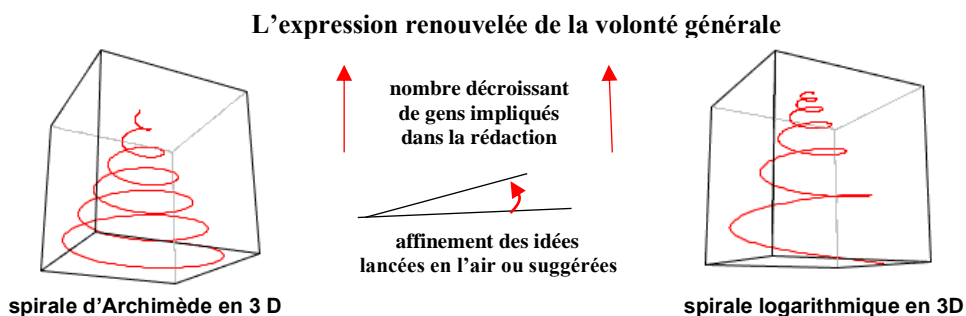 L'expression renouvelée de la volonté générale
nombre décroissant
de gens impliqués
dans la rédaction
affinement des idées
lancées en l'air ou suggérées
spirale d'Archimède en 3 D
spirale logarithmique en 3D